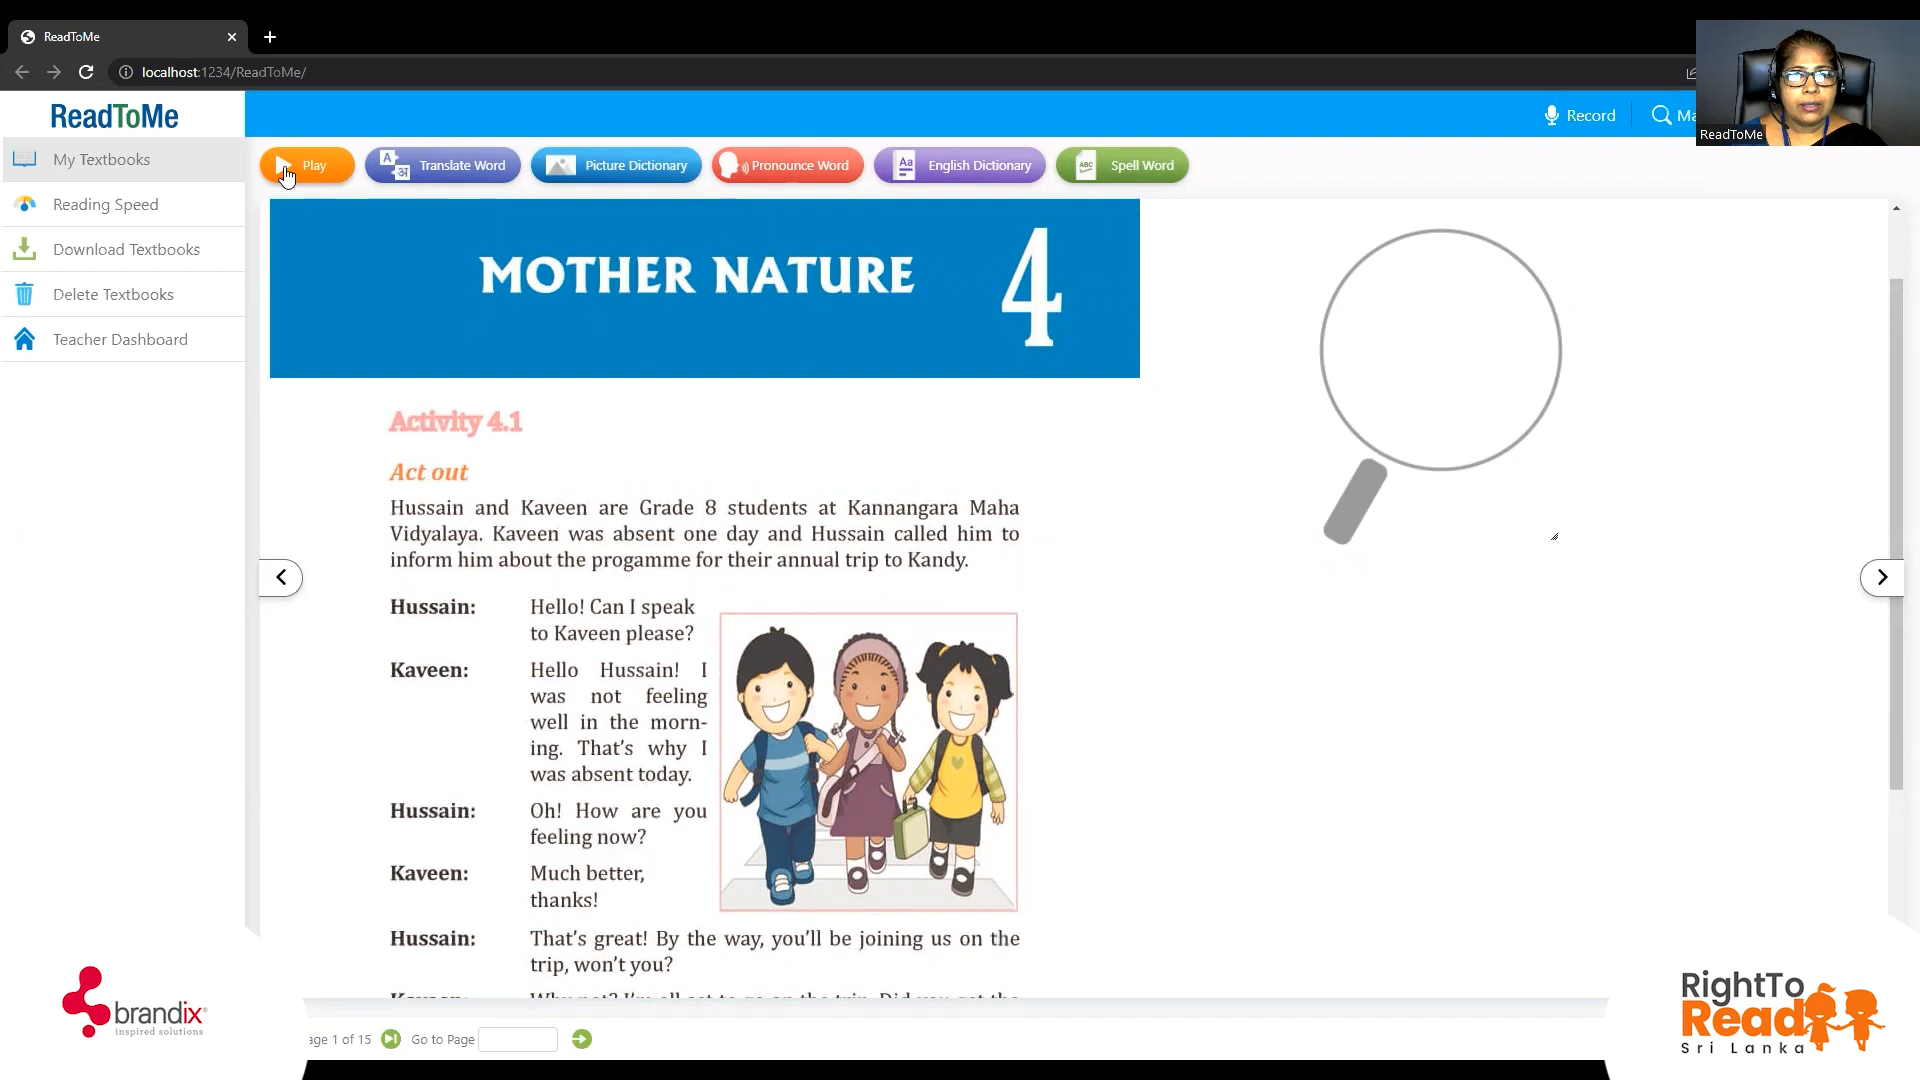 ReadToMe
localhost:1234/ReadToMe/
ReadToMe
Record
ReadToMe
My Textbooks
Reading Speed
Download Textbooks
Delete Textbooks
Teacher Dashboard
Play
Translate Word
Picture Dictionary
Pronounce Word
English Dictionary
Spell Word
MOTHER NATURE 4
Activity 4.1
Act out
Hussain and Kaveen are Grade 8 students at Kannangara Maha
Vidyalaya. Kaveen was absent one day and Hussain called him to
inform him about the progamme for their annual trip to Kandy.
Hussain: Hello! Can I speak
to Kaveen please?
Kaveen: Hello Hussain! I
was not feeling
well in the morn-
ing. That's why I
was absent today.
Hussain: Oh! How are you
feeling now?
Kaveen: Much better,
thanks!
Hussain: That's great! By the way, you'll be joining us on the
trip, won't you?
brandix
inspired solutions
age 1 of 15 Go to Page
RightTo
Read
Sri Lanka